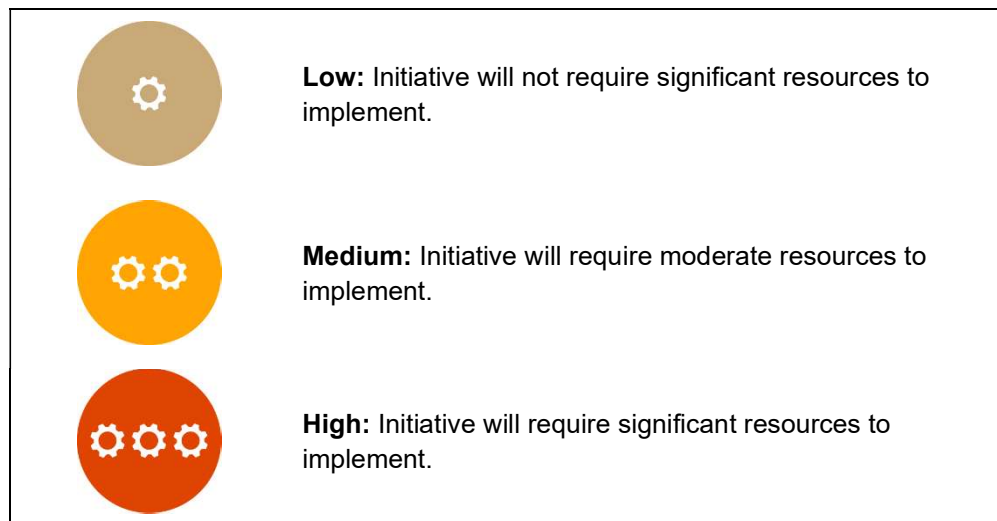 Low: Initiative will not require significant resources to
implement.
Medium: Initiative will require moderate resources to
implement.
High: Initiative will require significant resources to
implement.